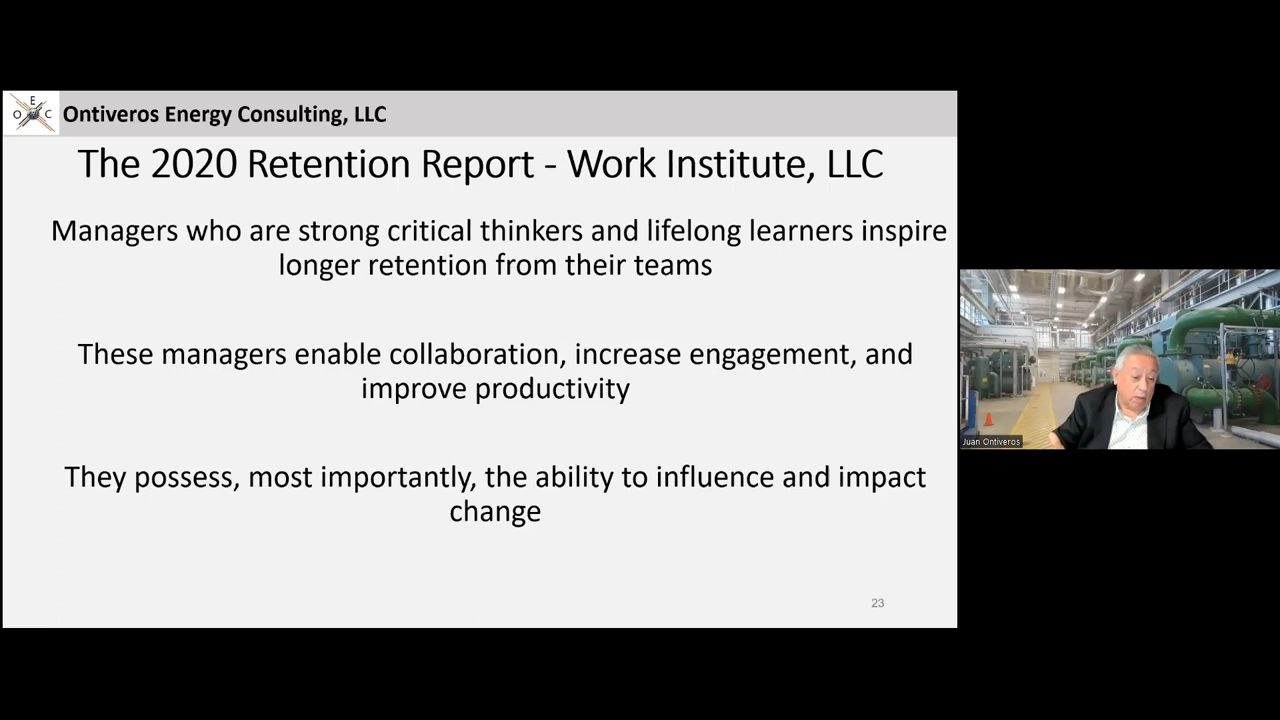 E
O C
Ontiveros Energy Consulting, LLC
The 2020 Retention Report - Work Institute, LLC
Managers who are strong critical thinkers and lifelong learners inspire
longer retention from their teams
These managers enable collaboration, increase engagement, and
improve productivity
They possess, most importantly, the ability to influence and impact
change
23
Juan Ontiveros